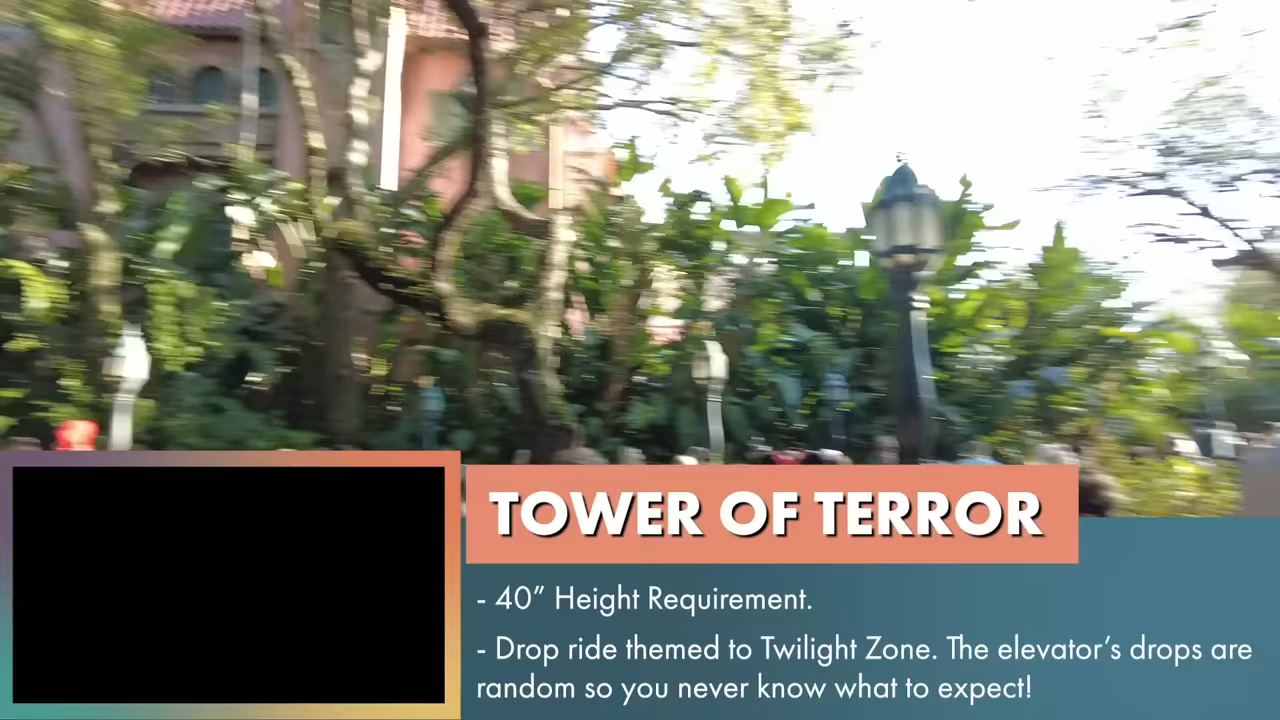 TOWER OF TERROR
- 40” Height Requirement.
- Drop ride themed to Twilight Zone. The elevator’s drops are
random so you never know what to expect!